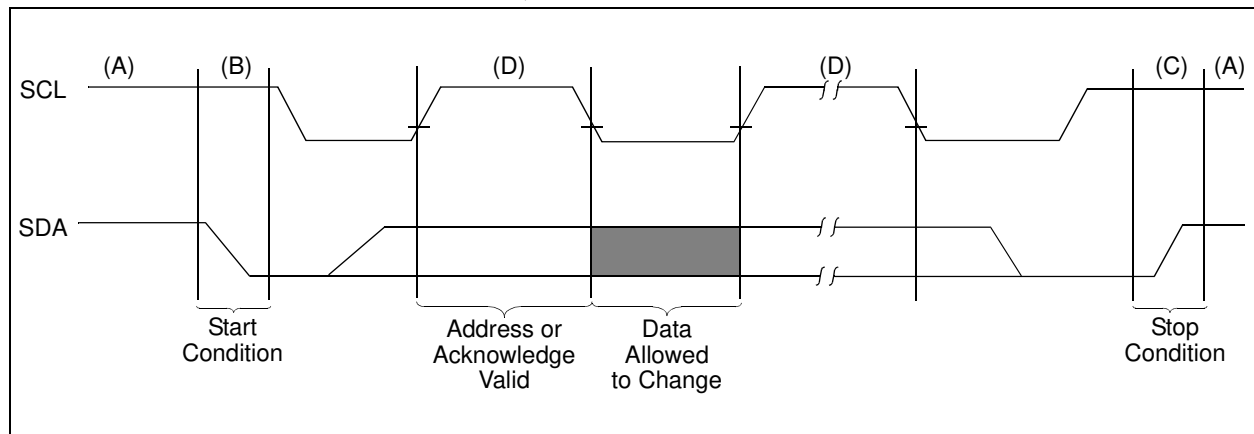 (A) (B) (D) (D) (C) (A)
SCL
SDA
Start
Condition
Address or
Acknowledge
Valid
Data
Allowed
to Change
Stop
Condition